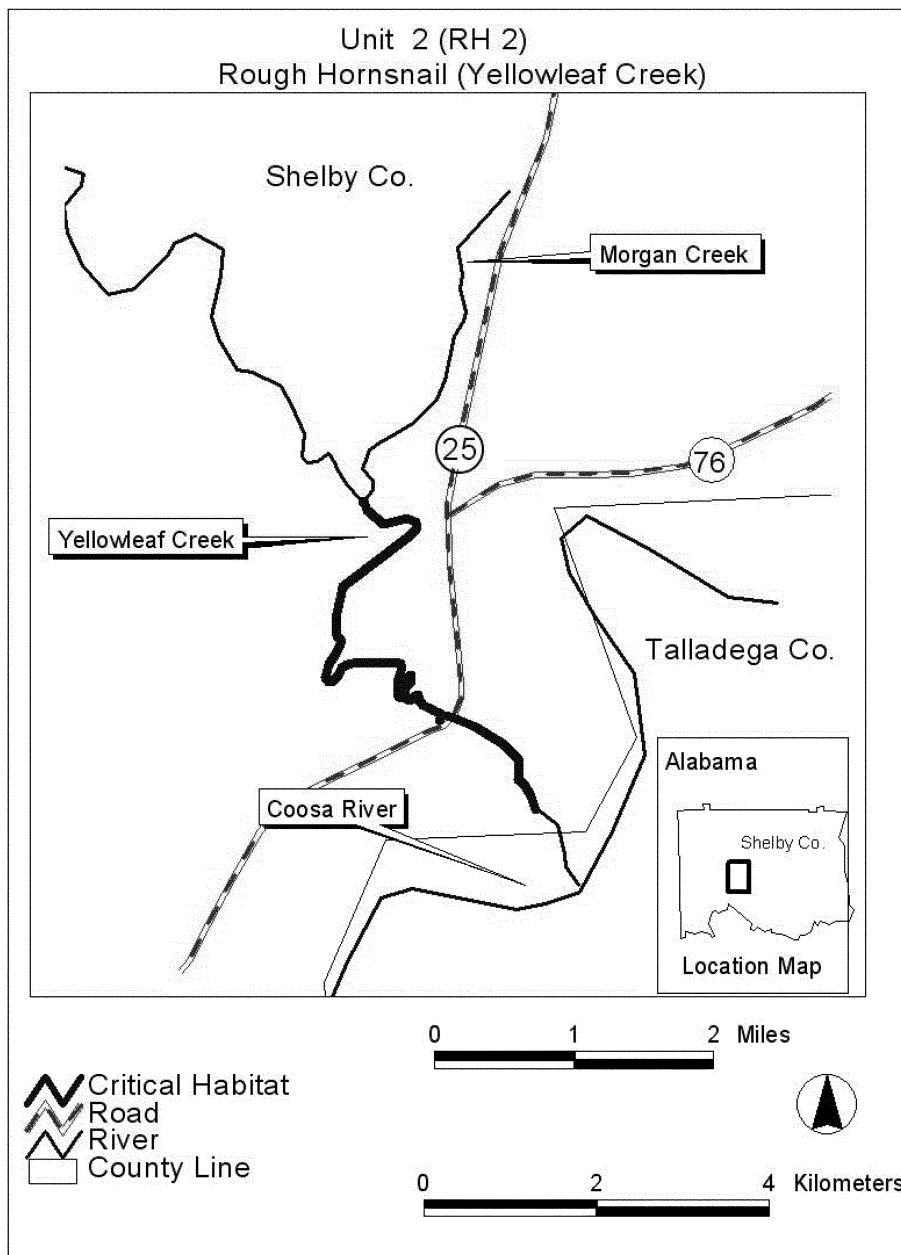 Unit 2 (RH 2)
Rough Hornsnail (Yellowleaf Creek)
Shelby Co.
Morgan Creek
25
76
Yellowleaf Creek
Talladega Co.
Coosa River
Alabama
Shelby Co.
Location Map
0 1 2 Miles
Critical Habitat
Road
River
County Line
0 2 4 Kilometers